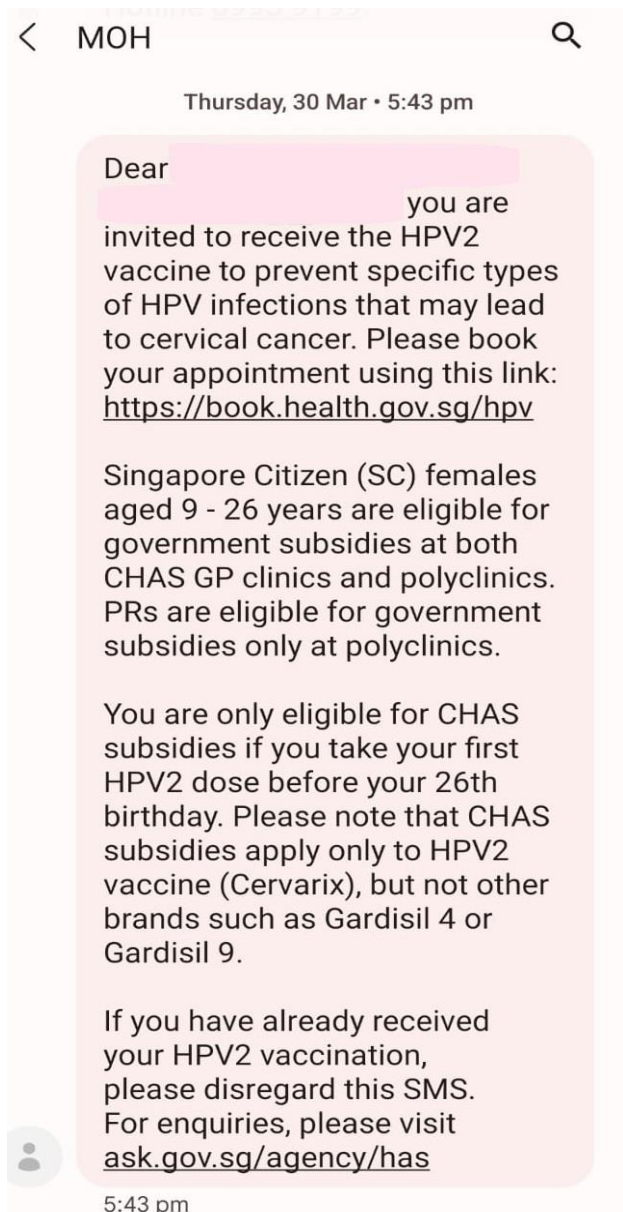 MOH
Thursday, 30 Mar • 5:43 pm
Dear
you are
invited to receive the HPV2
vaccine to prevent specific types
of HPV infections that may lead
to cervical cancer. Please book
your appointment using this link:
https://book.health.gov.sg/hpv
Singapore Citizen (SC) females
aged 9 - 26 years are eligible for
government subsidies at both
CHAS GP clinics and polyclinics.
PRs are eligible for government
subsidies only at polyclinics.
You are only eligible for CHAS
subsidies if you take your first
HPV2 dose before your 26th
birthday. Please note that CHAS
subsidies apply only to HPV2
vaccine (Cervarix), but not other
brands such as Gardisil 4 or
Gardisil 9.
If you have already received
your HPV2 vaccination,
please disregard this SMS.
For enquiries, please visit
ask.gov.sg/agency/has
5:43 pm